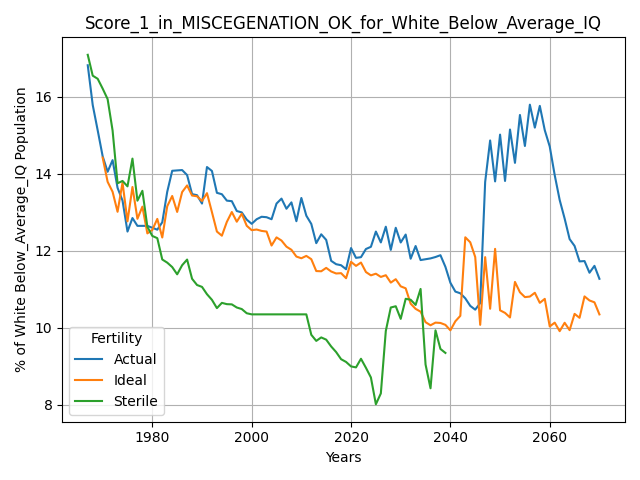 Score_1_in_MISCEGENATION_OK_for_White_Below_Average_IQ
% of White Below_Average_IQ Population
16
14
12
10
8
Fertility
Actual
Ideal
Sterile
1980 2000 2020 2040 2060
Years